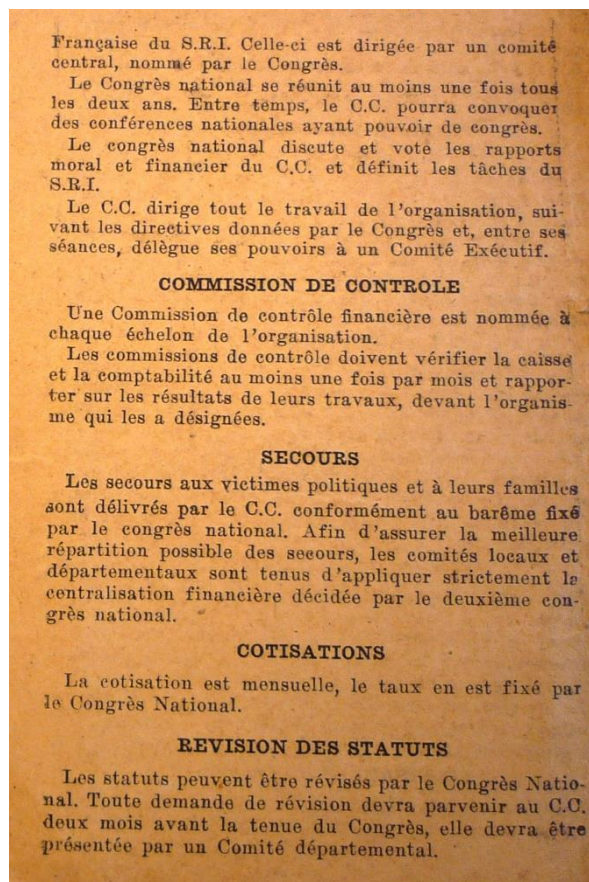 Française du S.R.I. Celle-ci est dirigée par un comité
central, nommé par le Congrès.
Le Congrès national se réunit au moins une fois tous
les deux ans. Entre temps, le C.C. pourra convoquer
des conférences nationales ayant pouvoir de congrès.
Le congrès national discute et vote les rapports
moral et financier du C.C. et définit les tâches du
S.R.I.
Le C.C. dirige tout le travail de l'organisation, sui-
vant les directives données par le Congrès et, entre ses
séances, délègue ses pouvoirs à un Comité Exécutif.
COMMISSION DE CONTROLE
Une Commission de contrôle financière est nommée à
chaque échelon de l'organisation.
Les commissions de contrôle doivent vérifier la caisse
et la comptabilité au moins une fois par mois et rappor-
ter sur les résultats de leurs travaux, devant l'organis-
me qui les a désignées.
SECOURS
Les secours aux victimes politiques et à leurs familles
sont délivrés par le C.C. conformément au barême fixé
par le congrès national. Afin d'assurer la meilleure
répartition possible des secours, les comités locaux et
départementaux sont tenus d'appliquer strictement la
centralisation financière décidée par le deuxième con-
grès national.
COTISATIONS
La cotisation est mensuelle, le taux en est fixé par
le Congrès National.
REVISION DES STATUTS
Les statuts peuvent être révisés par le Congrès Natio-
nal. Toute demande de révision devra parvenir au C.C.
deux mois avant la tenue du Congrès, elle devra être
présentée par un Comité départemental.